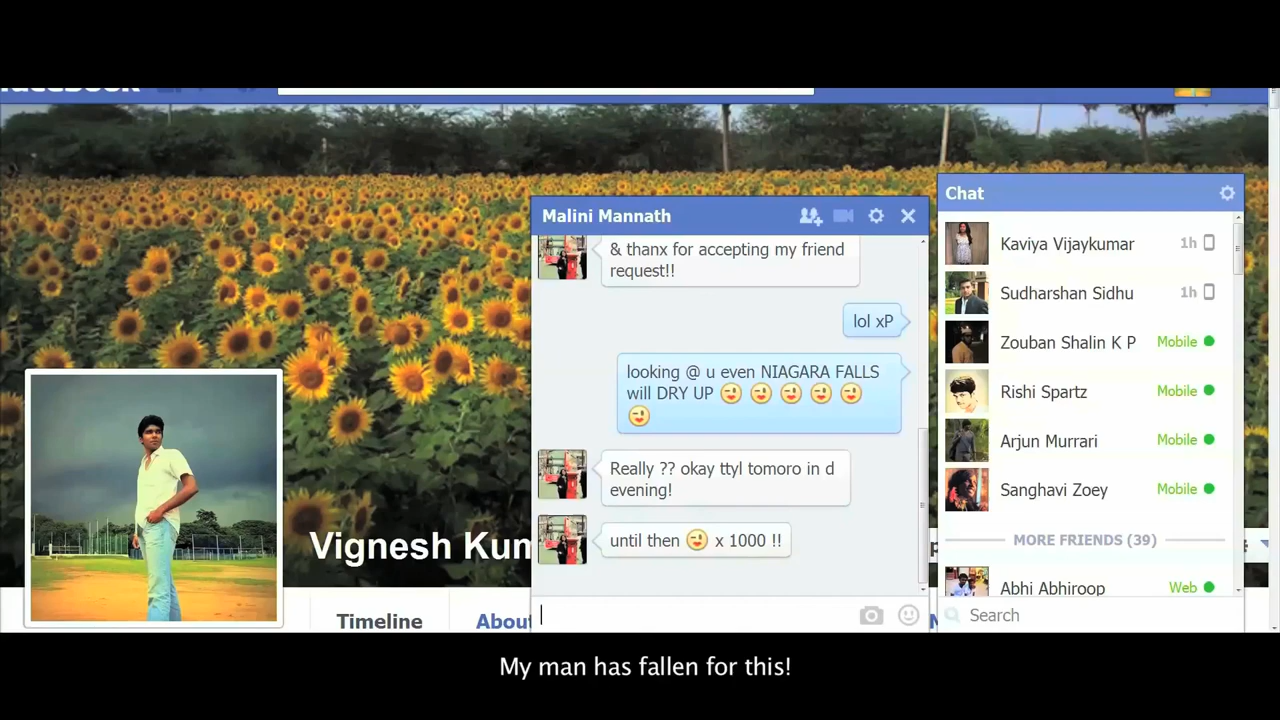 facebook
Vignesh Kum
Timeline
About
Malini Mannath
& thanx for accepting my friend
request!!
lol xP
looking @ u even NIAGARA FALLS
will DRY UP 😜 😜 😜 😜 😜
😜
Really ?? okay ttyl tomoro in d
evening!
until then 😜 x 1000 !!
Chat
Kaviya Vijaykumar 1h
Sudharshan Sidhu 1h
Zouban Shalin K P Mobile
Rishi Spartz Mobile
Arjun Murrari Mobile
Sanghavi Zoey Mobile
MORE FRIENDS (39)
Abhi Abhiroop Web
Search
My man has fallen for this!